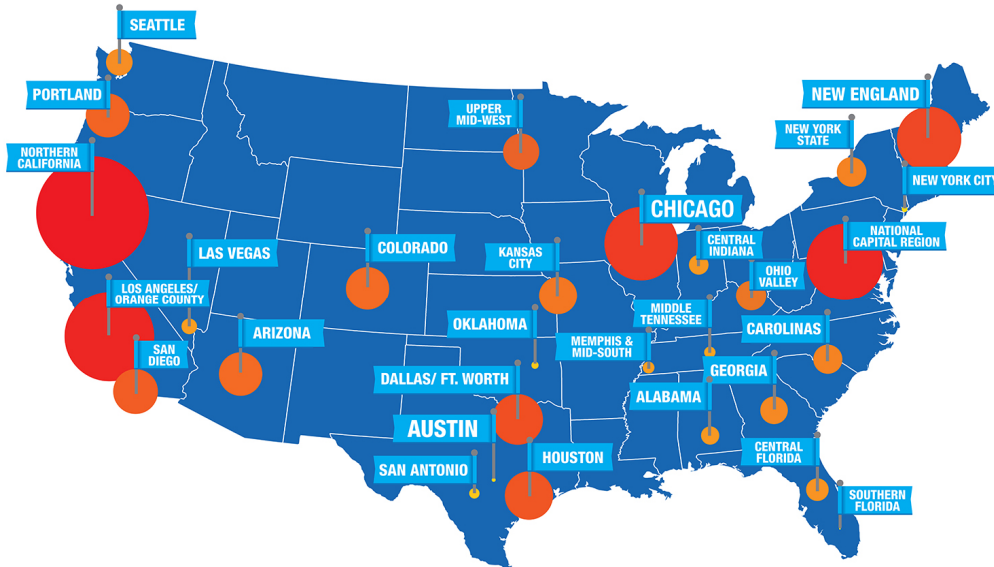 SEATTLE
PORTLAND
NORTHERN
CALIFORNIA
LAS VEGAS
LOS ANGELES/
ORANGE COUNTY
SAN
DIEGO
ARIZONA
COLORADO
UPPER
MID-WEST
KANSAS
CITY
OKLAHOMA
DALLAS/ FT. WORTH
AUSTIN
SAN ANTONIO
HOUSTON
CHICAGO
CENTRAL
INDIANA
OHIO
VALLEY
MIDDLE
TENNESSEE
MEMPHIS &
MID-SOUTH
ALABAMA
GEORGIA
CAROLINAS
CENTRAL
FLORIDA
SOUTHERN
FLORIDA
NEW ENGLAND
NEW YORK
STATE
NEW YORK CITY
NATIONAL
CAPITAL REGION